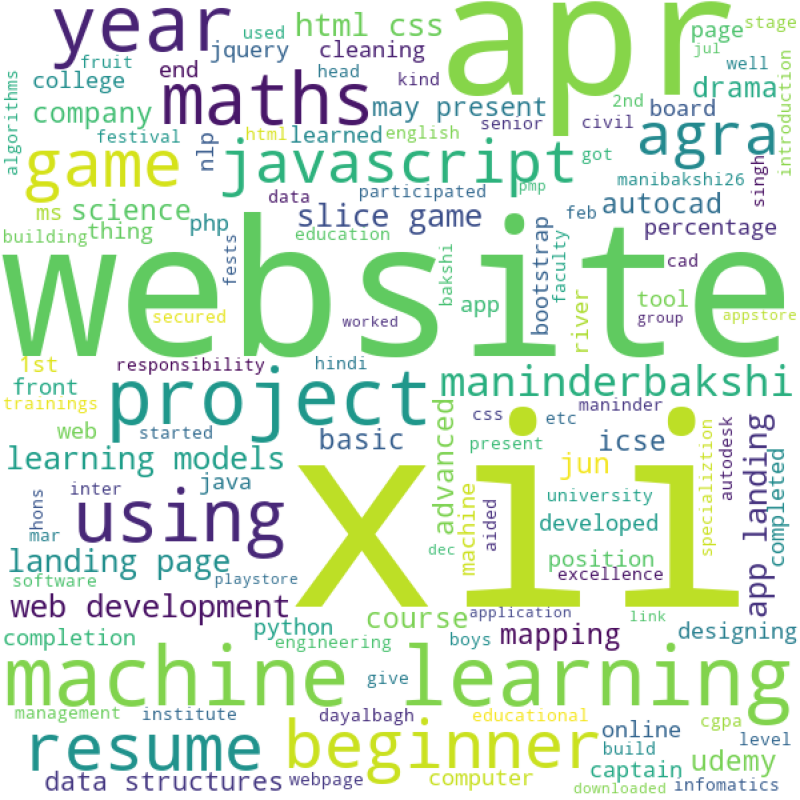 year
apr
html css
page
stage
used
fruit
jquery
cleaning
jul
well
introduction
algorithms
college
end
head
kind
drama
maths
company
may present
2nd
board
festival
html
learned
english
senior
civil
agra
nlp
game
javascript
got
singh
data
participated
pmp
manibakshi26
ms
science
php
slice game
feb
autocad
building
thing
education
percentage
fests
bakshi
bootstrap
faculty
cad
website
app
river
tool
secured
worked
group
appstore
1st
responsibility
hindi
project
maninderbakshi
front
trainings
web
started
basic
advanced
css
etc
maninder
icse
present
xii
learning models
java
jun
machine
specializtion
autodesk
app landing
completed
inter
hons
mar
using
university
aided
developed
landing page
dec
position
software
playstore
excellence
web development
course
application
link
completion
python
engineering
boys
mapping
designing
machine learning
give
management
institute
dayalbagh
educational
cgpa
resume
beginner
online
level
build
udemy
data structures
webpage
computer
captain
downloaded
infomatics